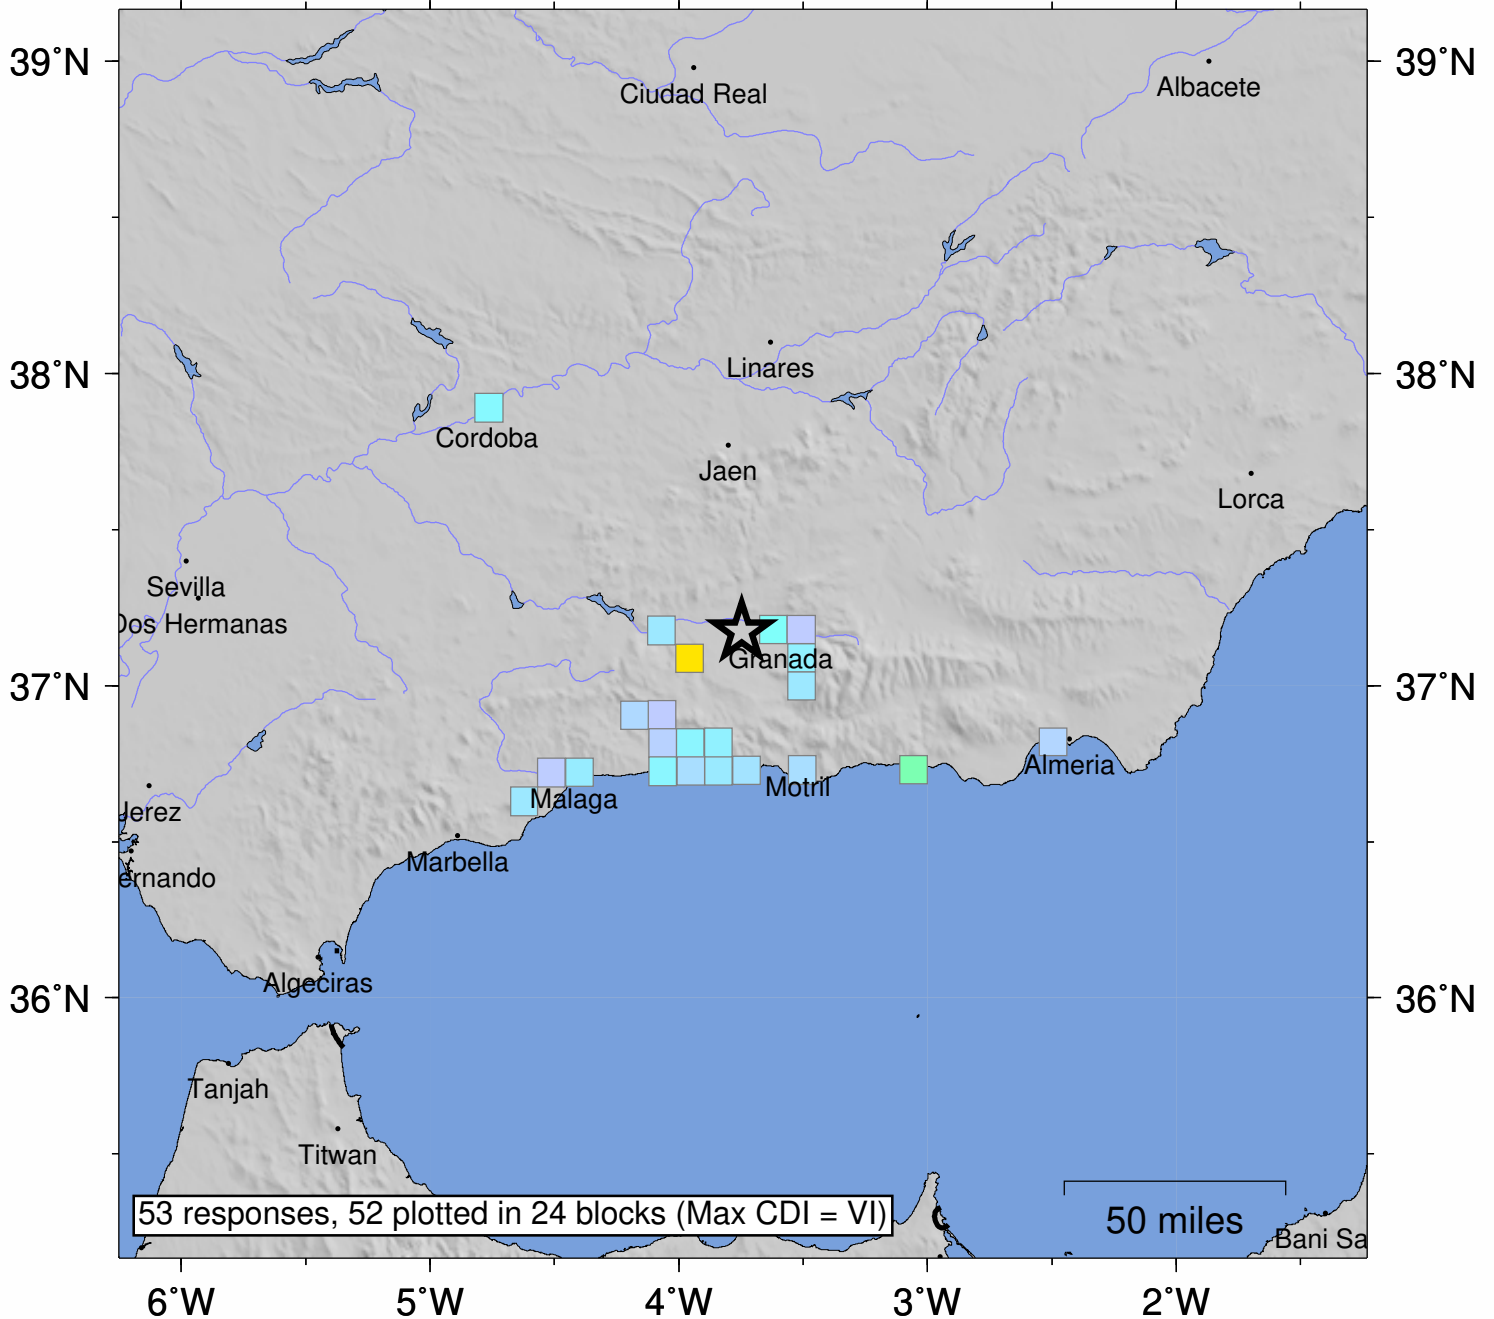 39°N
39°N
Ciudad Real
Albacete
38°N
38°N
Linares
Cordoba
Jaen
Lorca
Sevilla
Dos Hermanas
Granada
37°N
37°N
Almeria
Motril
Malaga
Jerez
Marbella
ernando
Algeciras
36°N
36°N
Tanjah
Titwan
53 responses, 52 plotted in 24 blocks (Max CDI = VI)
50 miles
Bani Sa
6°W
5°W
4°W
3°W
2°W